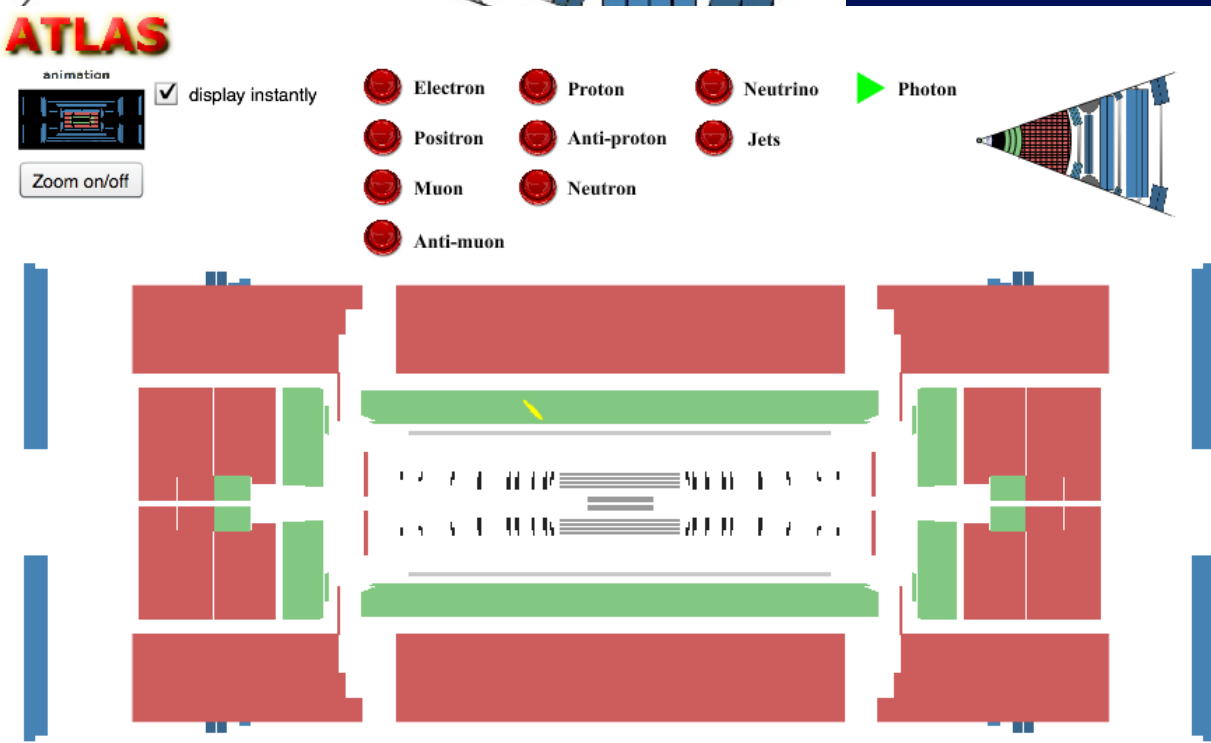 ATLAS
animation
display instantly
Zoom on/off
Electron Proton Neutrino Photon
Positron Anti-proton Jets
Muon Neutron
Anti-muon